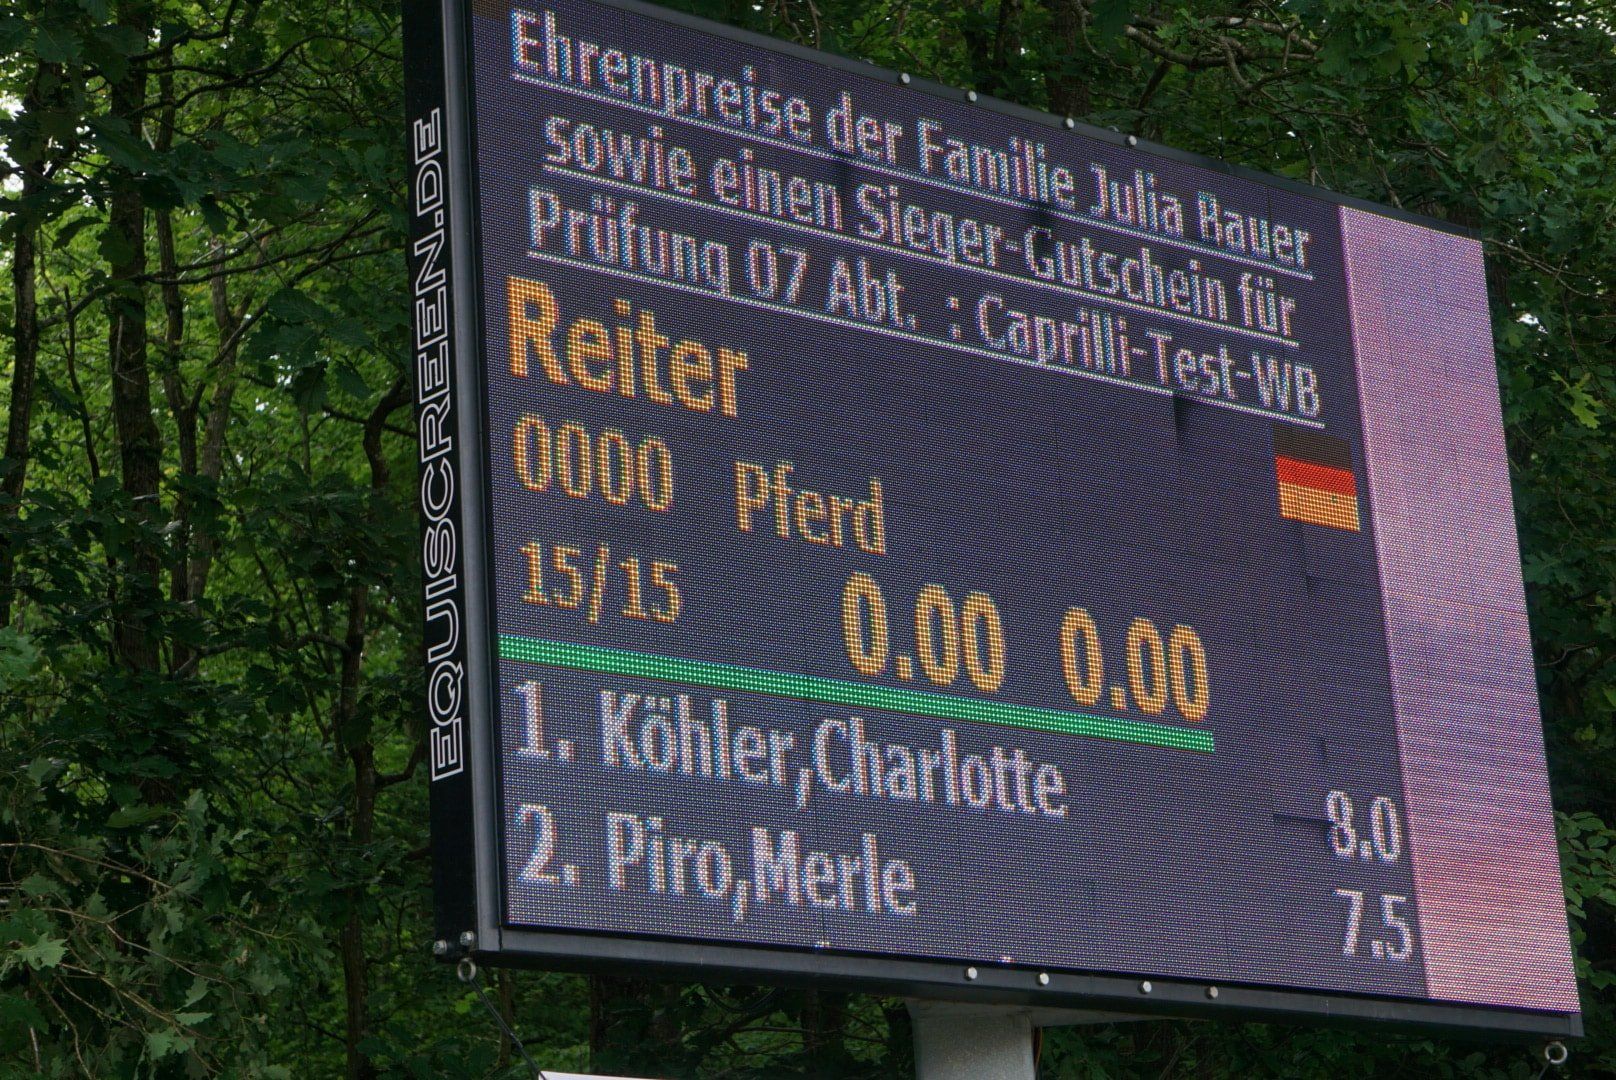 EQUISCREEN.DE
Ehrenpreise der Familie Julia Bauer
sowie einen Sieger-Gutschein für
Prüfung 07 Abt. : Caprilli-Test-WB
Reiter
0000 Pferd
15/15 0.00 0.00
1. Köhler,Charlotte 8.0
2. Piro,Merle 7.5